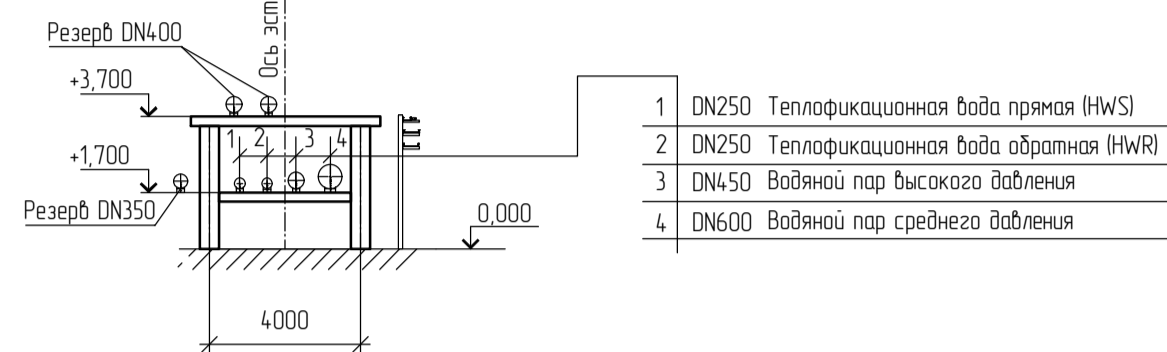 Резерв DN400
Ось эст
+3,700
1 2 3 4
+1,700
Резерв DN350
0,000
4000
1 DN250 Теплофикационная вода прямая (HWS)
2 DN250 Теплофикационная вода обратная (HWR)
3 DN450 Водяной пар высокого давления
4 DN600 Водяной пар среднего давления